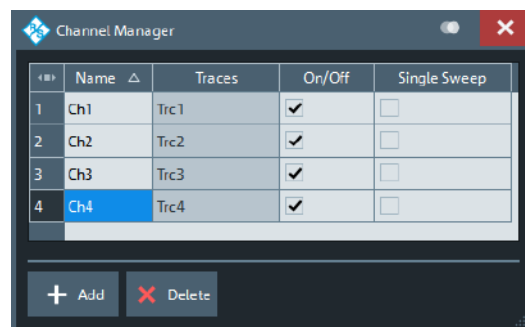 Channel Manager
Name Traces On/Off Single Sweep
1 Ch1 Trc1
2 Ch2 Trc2
3 Ch3 Trc3
4 Ch4 Trc4
Add Delete